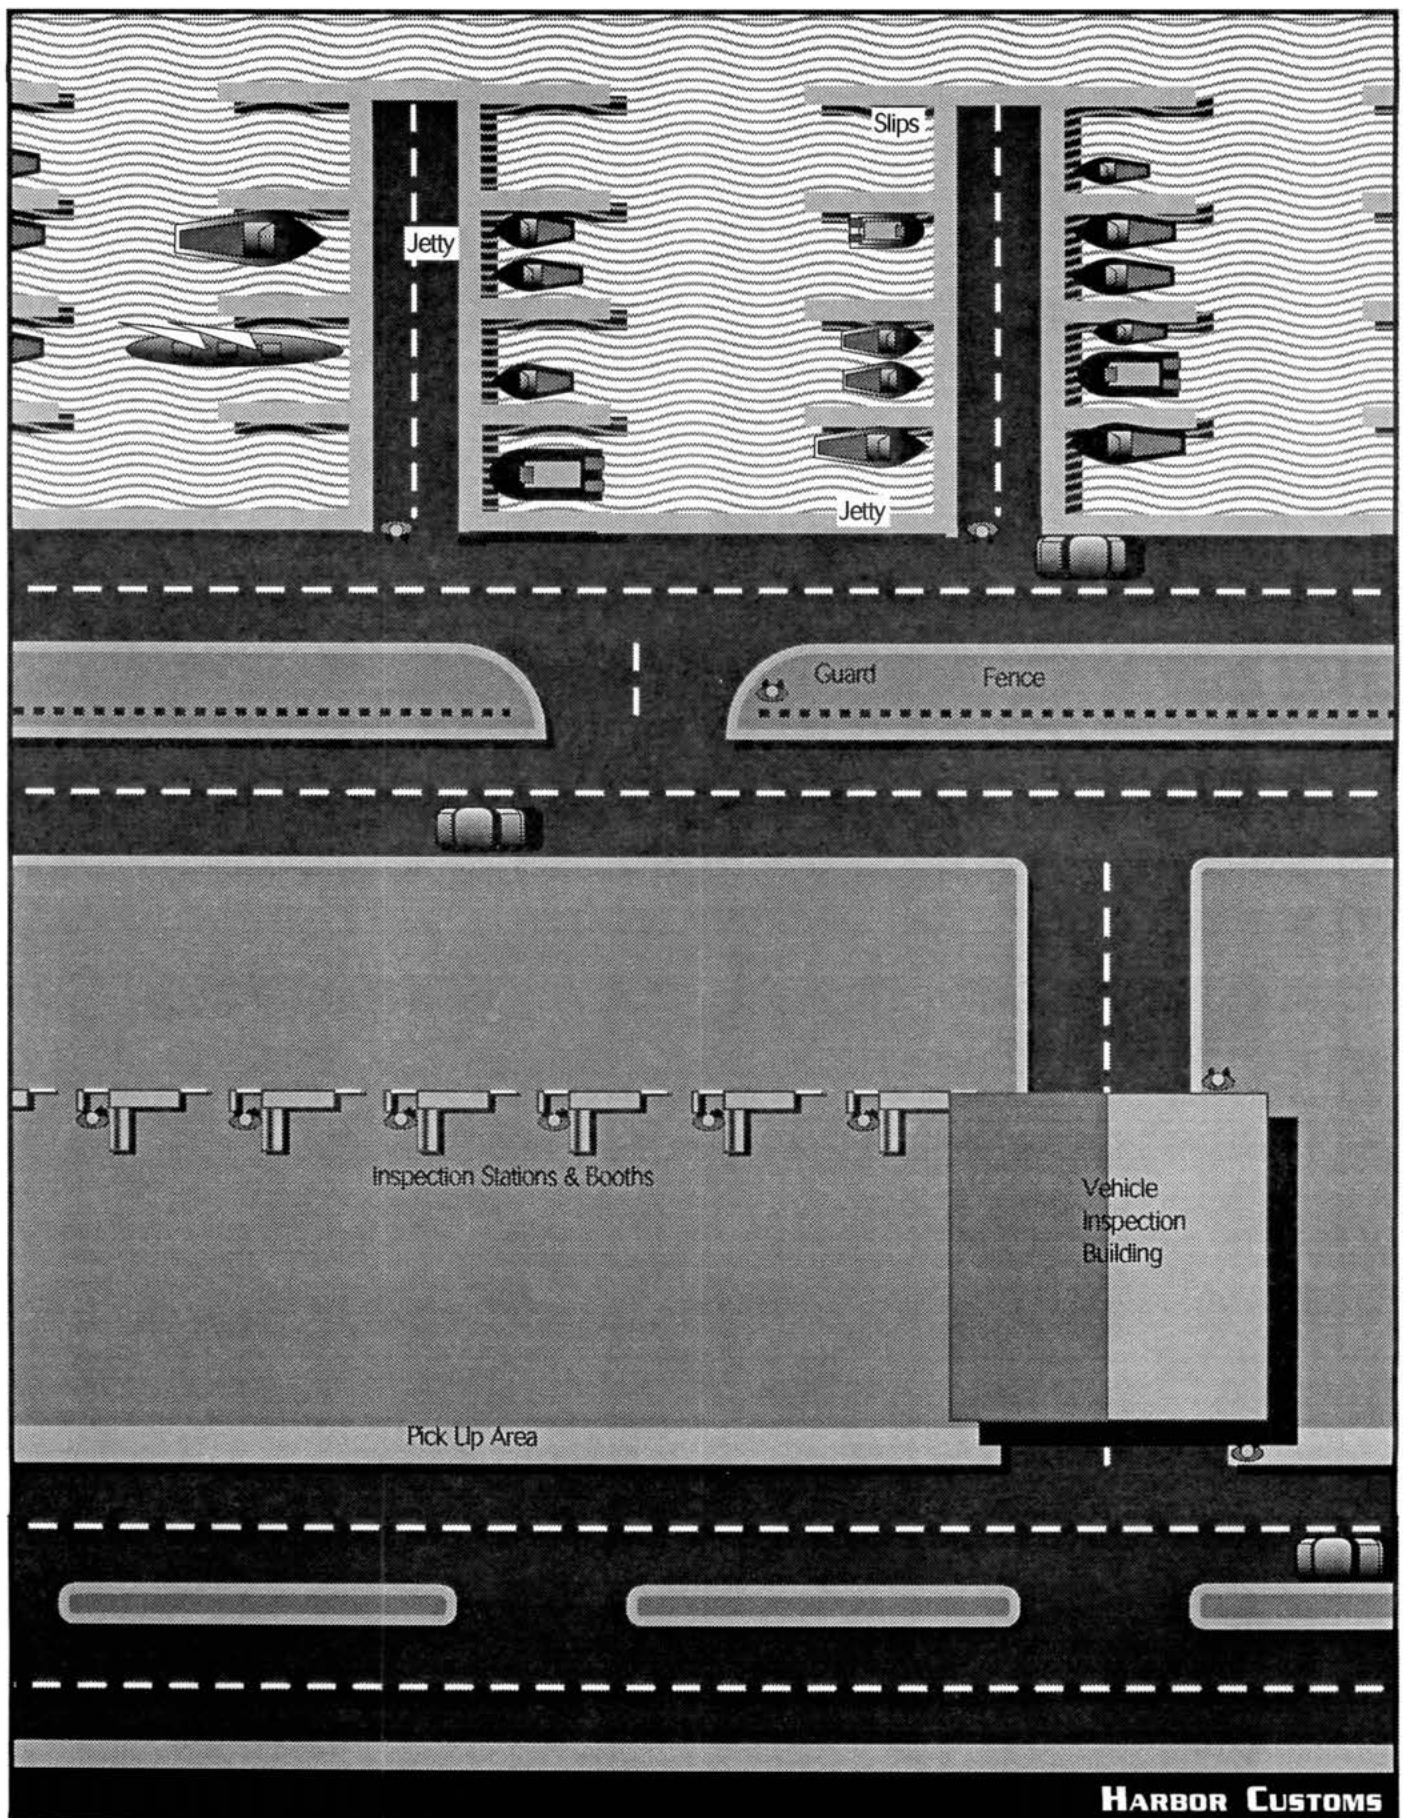 Slips
Jetty
Jetty
Guard
Fence
Inspection Stations & Booths
Vehicle
Inspection
Building
Pick Up Area
HARBOR CUSTOMS